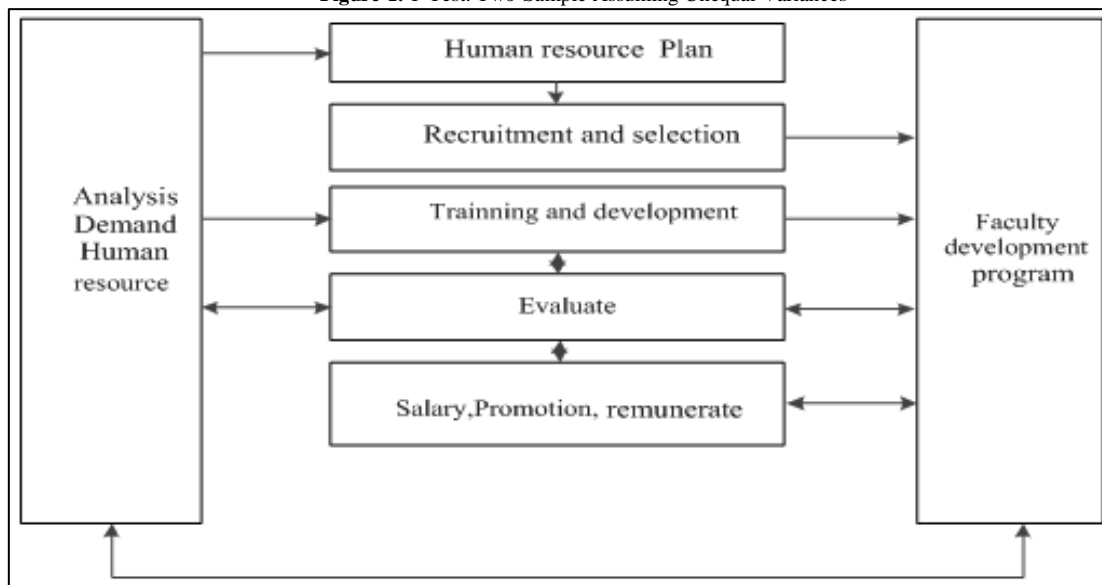 Human resource Plan
Recruitment and selection
Analysis
Demand
Human
resource
Trainning and development
Faculty
development
program
Evaluate
Salary,Promotion, remunerate